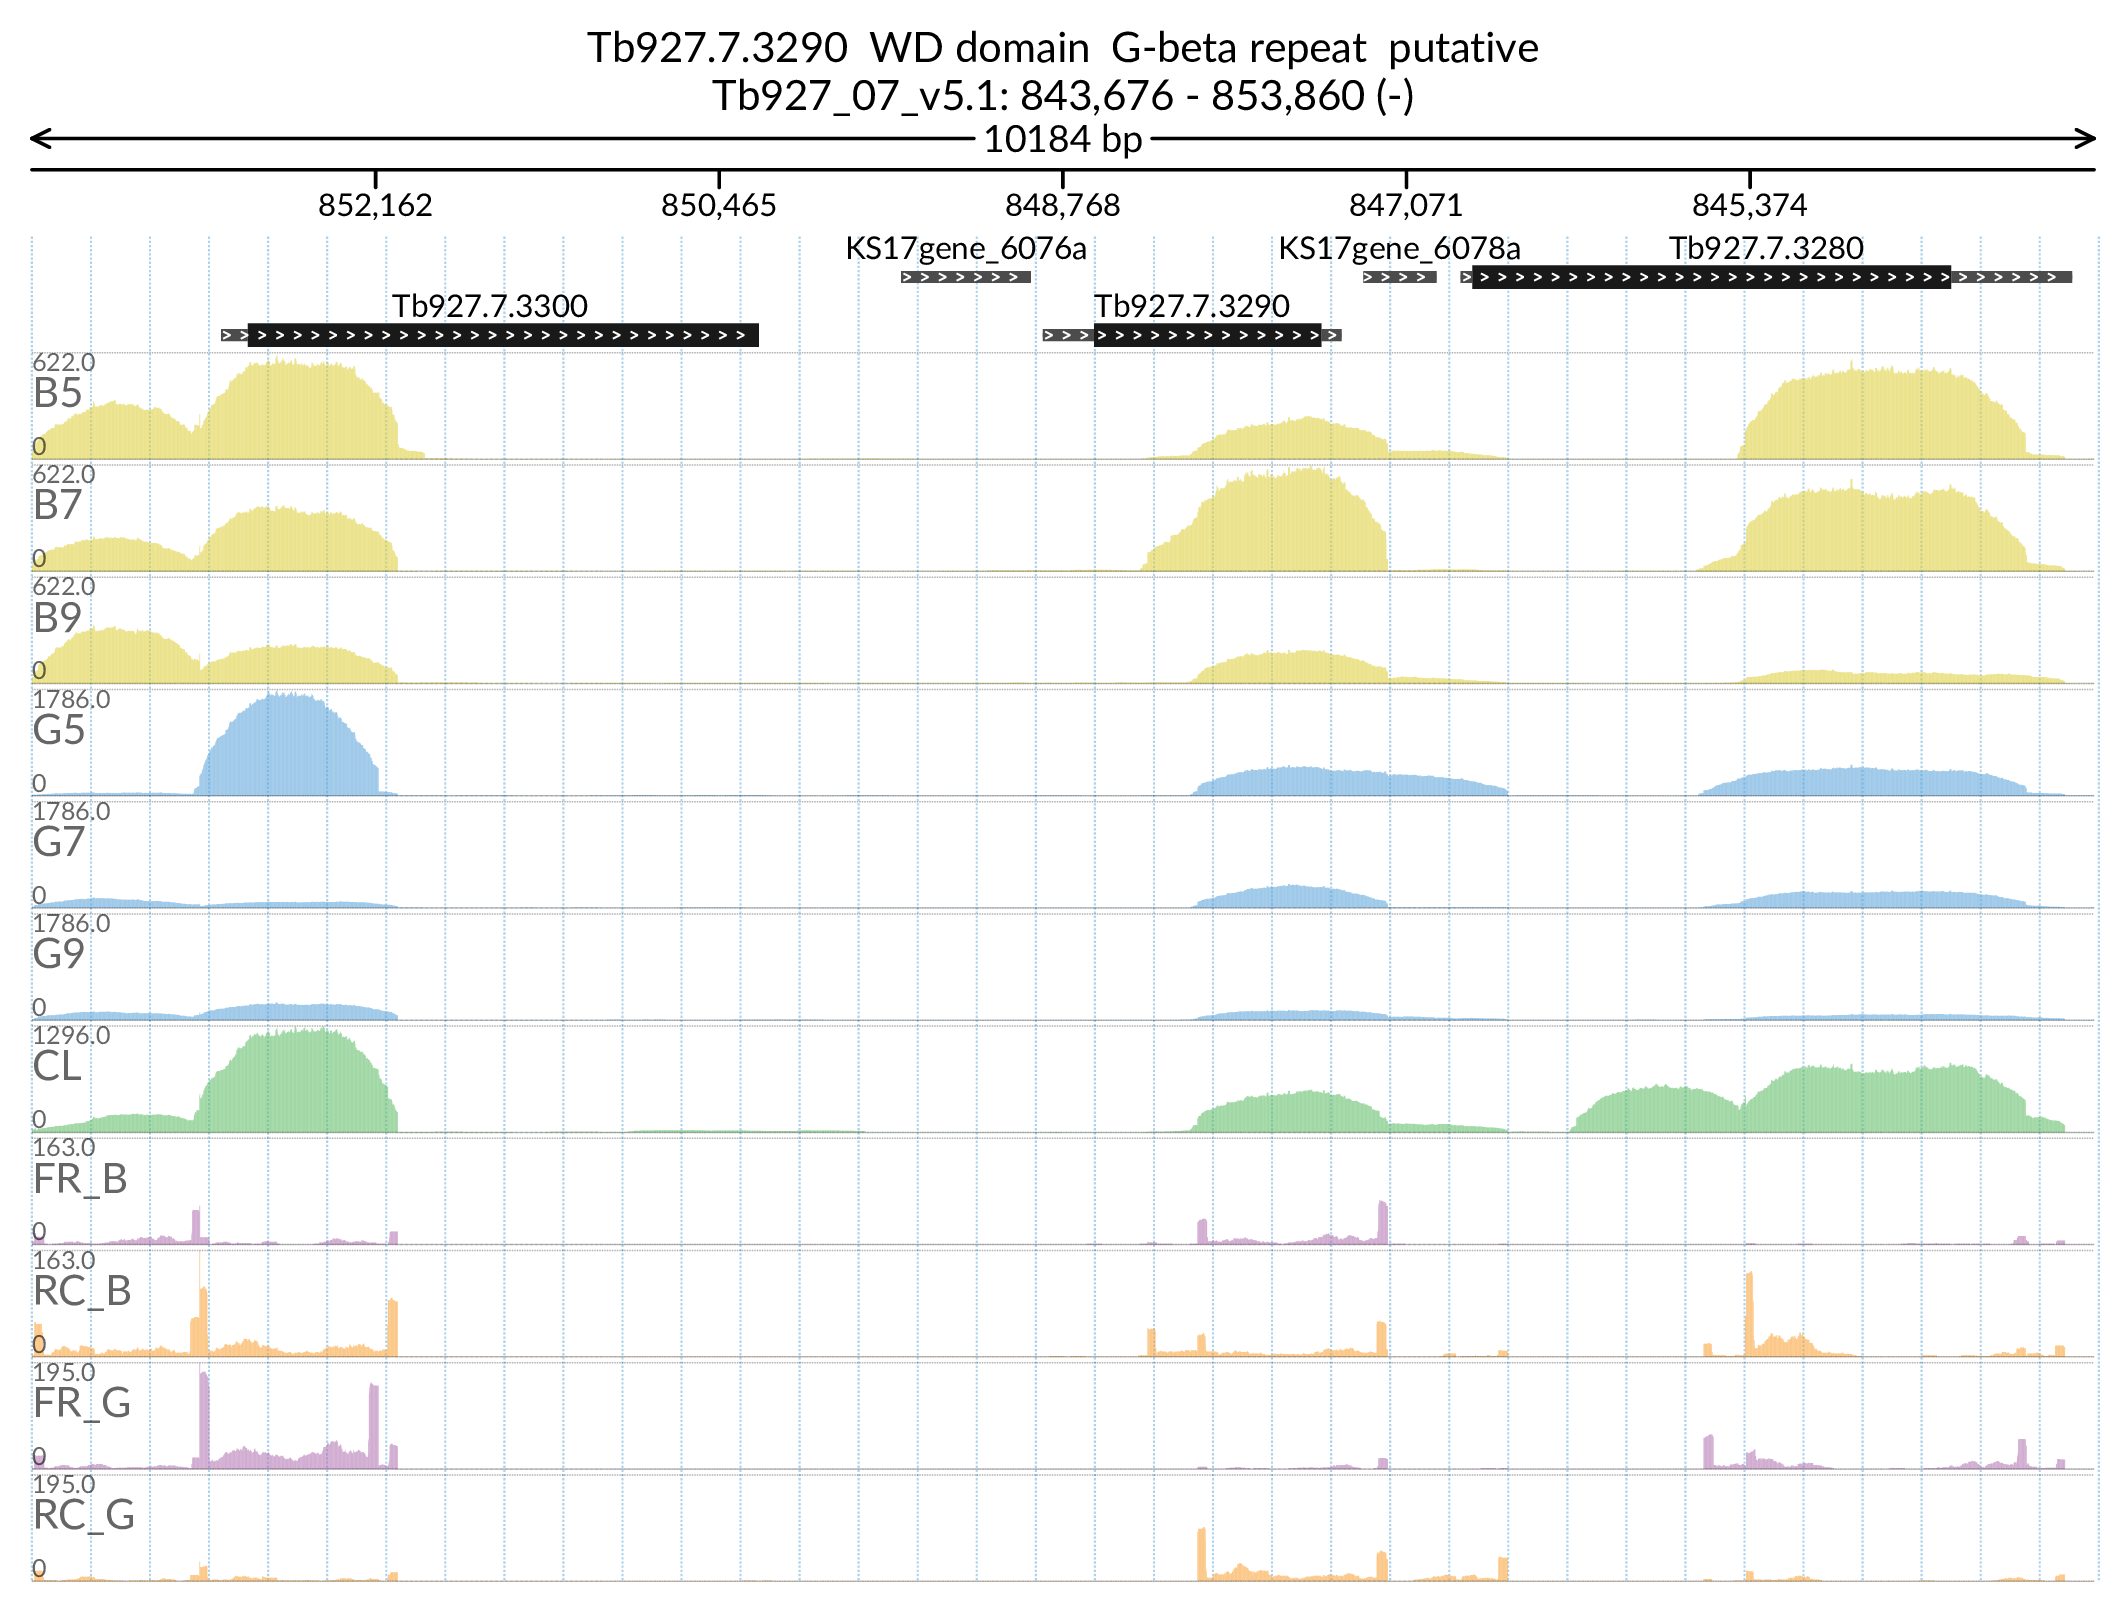 Tb927.7.3290  WD domain  G-beta repeat  putative
Tb927_07_v5.1: 843,676 - 853,860 (-)
10184 bp
852,162 850,465 848,768 847,071 845,374
KS17gene_6076a KS17gene_6078a Tb927.7.3280
Tb927.7.3300 Tb927.7.3290
622.0
B5
0
622.0
B7
0
622.0
B9
0
1786.0
G5
0
1786.0
G7
0
1786.0
G9
0
1296.0
CL
0
163.0
FR_B
0
163.0
RC_B
0
195.0
FR_G
0
195.0
RC_G
0